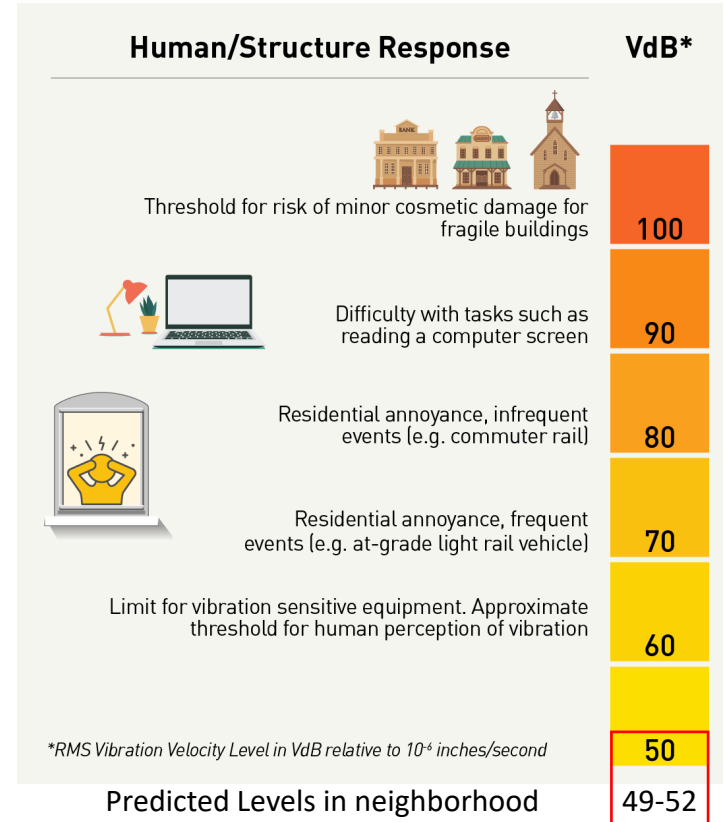 Human/Structure Response VdB*
BANK
Threshold for risk of minor cosmetic damage for
fragile buildings
100
Difficulty with tasks such as
reading a computer screen
90
Residential annoyance, infrequent
events (e.g. commuter rail)
80
Residential annoyance, frequent
events (e.g. at-grade light rail vehicle)
70
Limit for vibration sensitive equipment. Approximate
threshold for human perception of vibration
60
*RMS Vibration Velocity Level in VdB relative to 10⁻⁶ inches/second
50
Predicted Levels in neighborhood 49-52